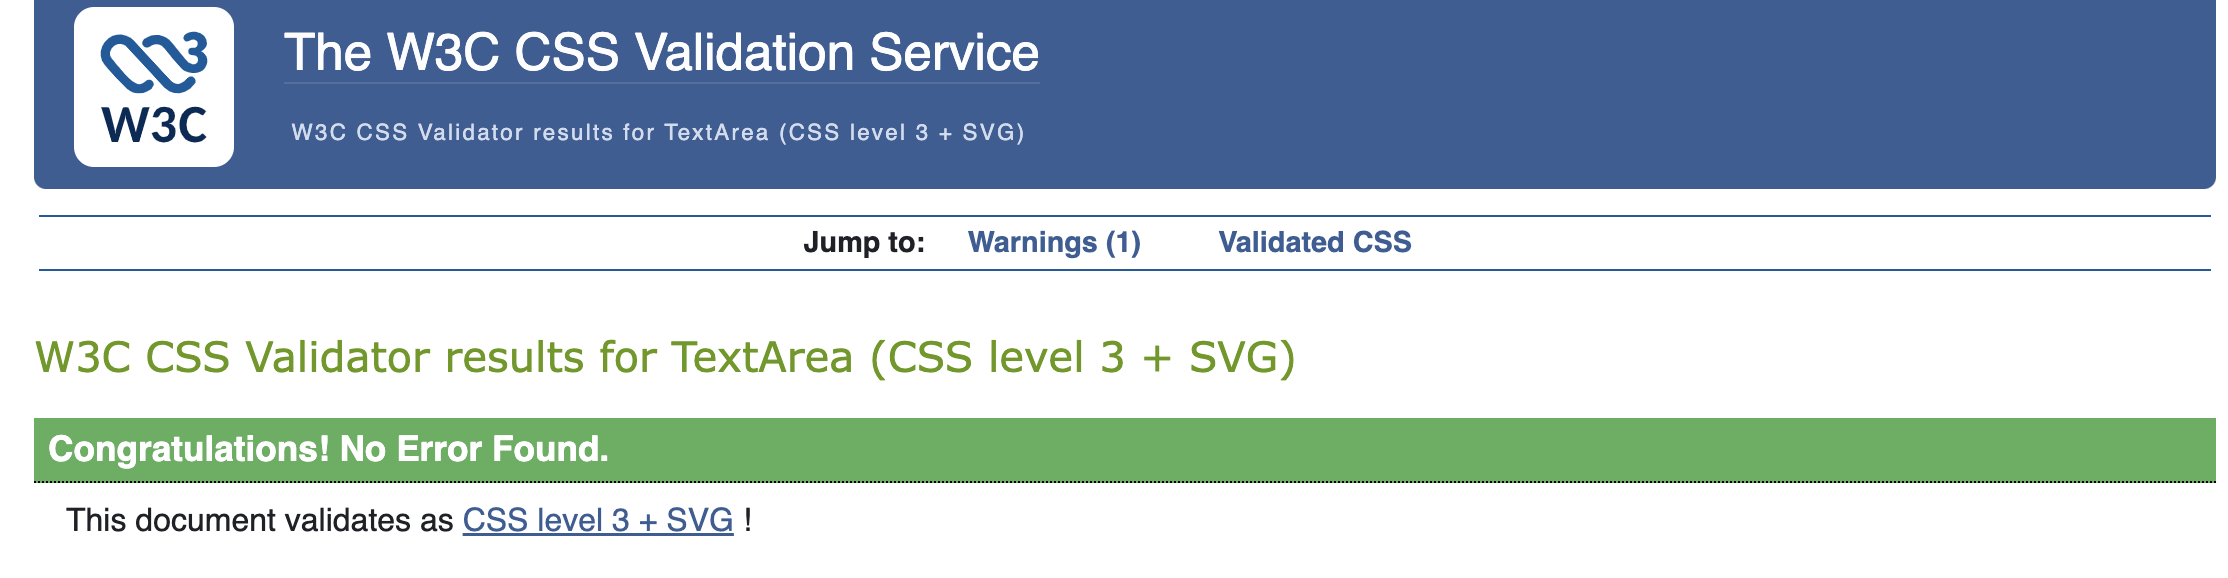 The W3C CSS Validation Service
W3C
W3C CSS Validator results for TextArea (CSS level 3 + SVG)
Jump to: Warnings (1) Validated CSS
W3C CSS Validator results for TextArea (CSS level 3 + SVG)
Congratulations! No Error Found.
This document validates as CSS level 3 + SVG !